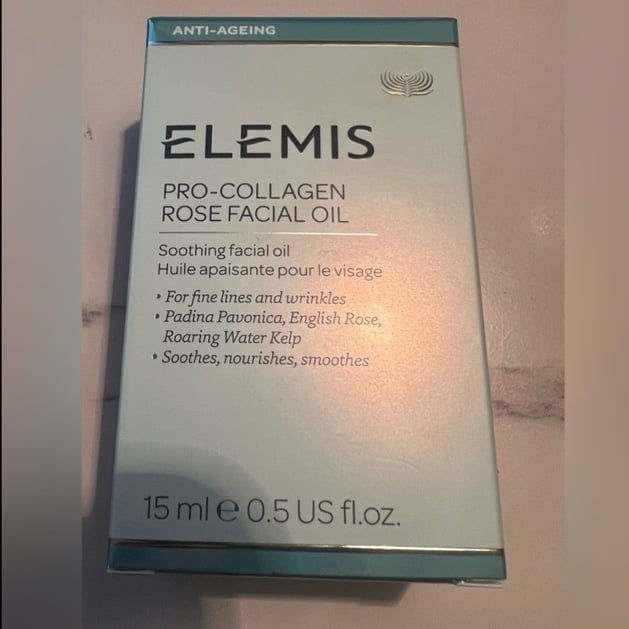 ANTI-AGEING
ELEMIS
PRO-COLLAGEN
ROSE FACIAL OIL
Soothing facial oil
Huile apaisante pour le visage
• For fine lines and wrinkles
• Padina Pavonica, English Rose,
Roaring Water Kelp
• Soothes, nourishes, smoothes
15 ml ℮ 0.5 US fl.oz.